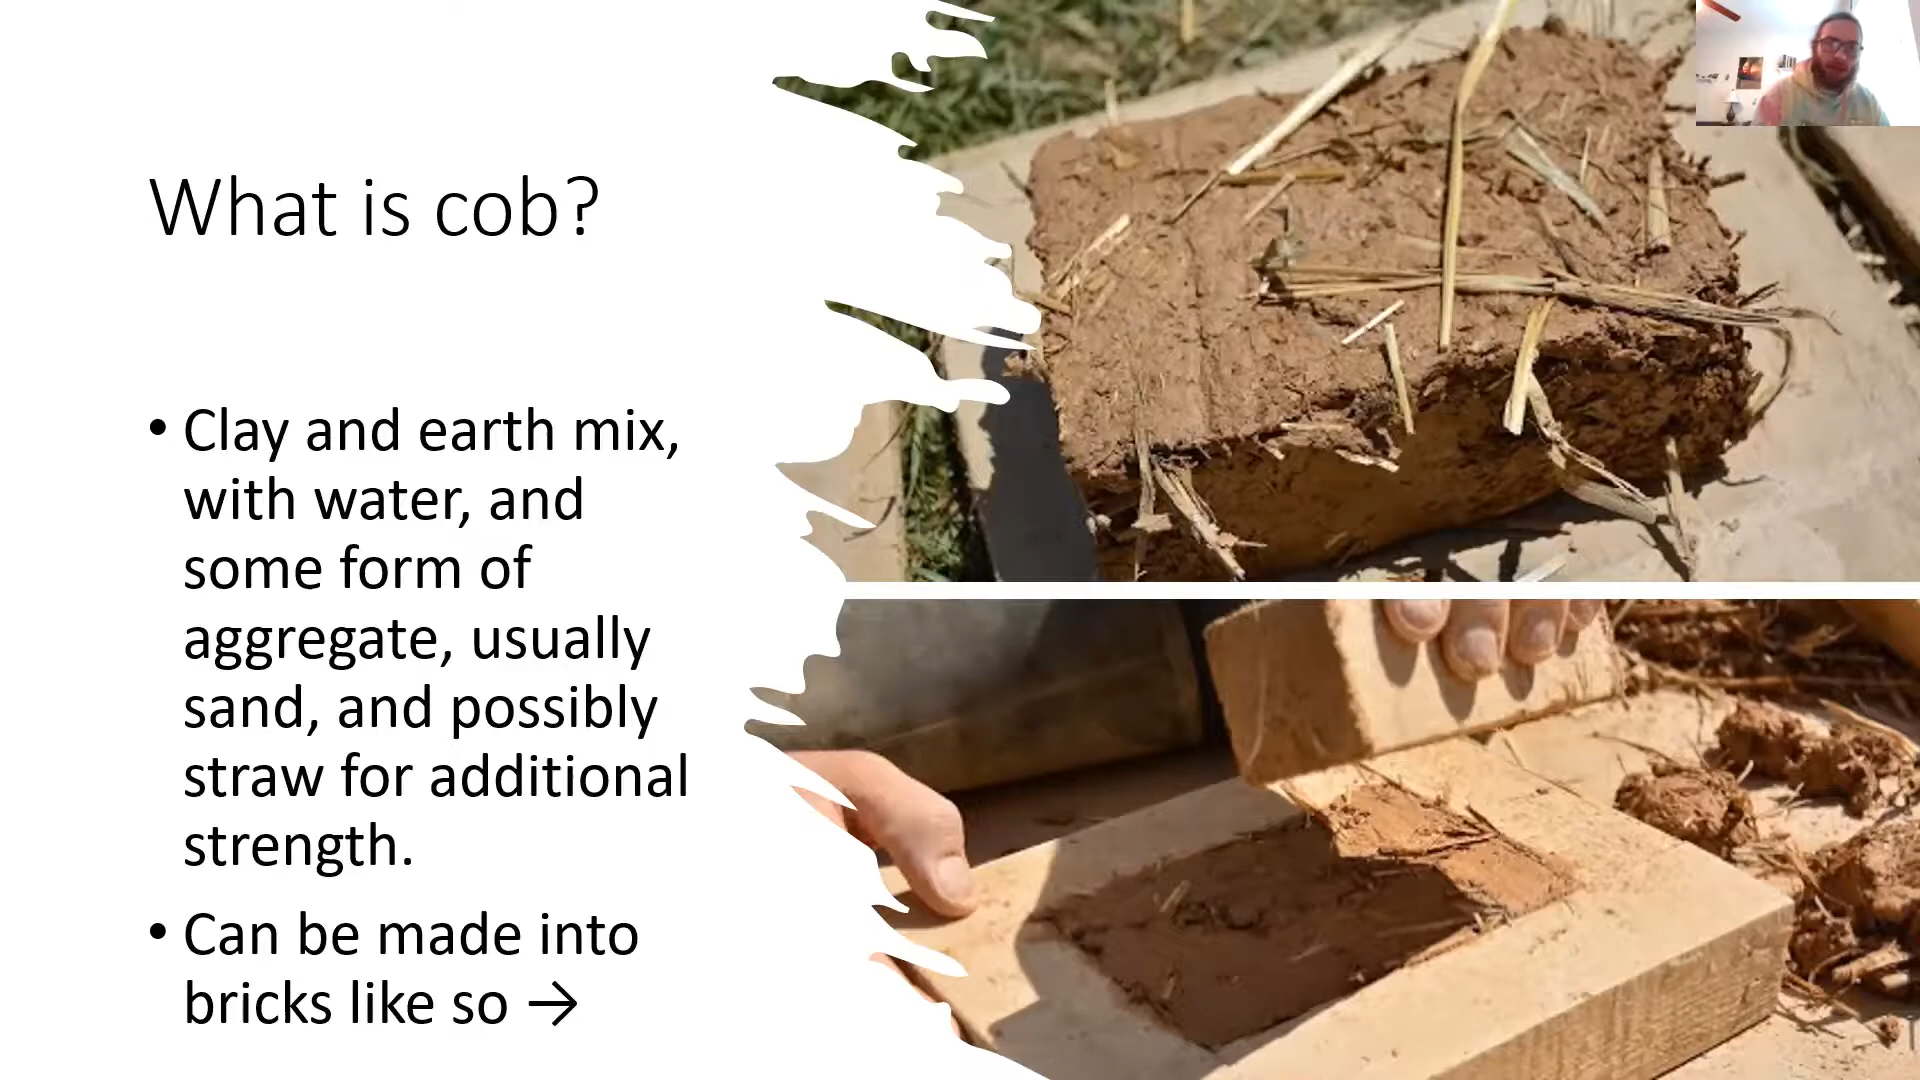 What is cob?
• Clay and earth mix,
with water, and
some form of
aggregate, usually
sand, and possibly
straw for additional
strength.
• Can be made into
bricks like so →